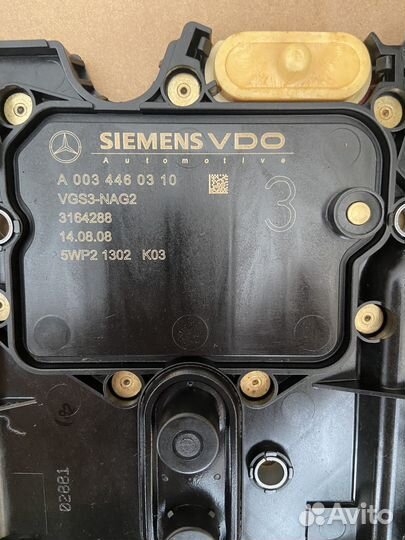 SIEMENS VDO
Automotive
A 003 446 03 10
VGS3-NAG2
3164288
14.08.08
5WP2 1302 K03
3
02881
Avito